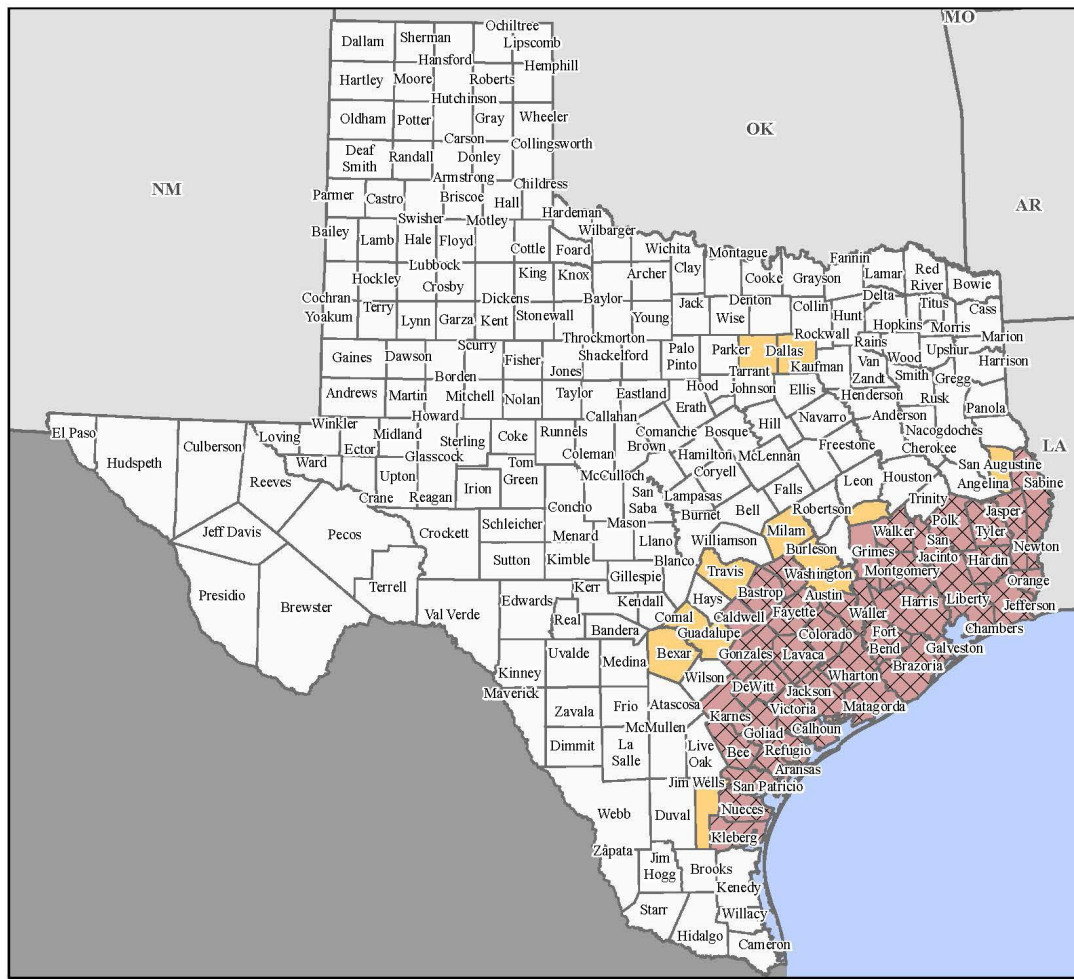 MO
Ochiltree
Dallam
Sherman
Lipscomb
Hansford
Hemphill
Hartley
Moore
Roberts
Hutchinson
OK
Oldham
Potter
Gray
Wheeler
Carson
Collingsworth
Deaf
Smith
Randall
Donley
Armstrong
NM
Childress
Parmer
Castro
Briscoe
Hall
AR
Hardeman
Swisher
Motley
Wilbarger
Bailey
Lamb
Hale
Floyd
Cottle
Foard
Wichita
Montague
Fannin
Clay
Cooke
Grayson
Lamar
Red
River
Bowie
Lubbock
Hockley
Crosby
King
Knox
Archer
Cochran
Dickens
Baylor
Jack
Denton
Collin
Delta
Titus
Cass
Yoakum
Terry
Lynn
Garza
Kent
Stonewall
Young
Wise
Hunt
Hopkins
Morris
Rockwall
Marion
Throckmorton
Scurry
Rains
Gaines
Dawson
Fisher
Shackelford
Palo
Pinto
Parker
Dallas
Van
Zandt
Wood
Upshur
Harrison
Borden
Jones
Tarrant
Kaufman
Smith
Gregg
Andrews
Martin
Mitchell
Nolan
Taylor
Eastland
Hood
Johnson
Ellis
Henderson
Rusk
Howard
Callahan
Erath
Navarro
Anderson
Panola
El Paso
Winkler
Loving
Culberson
Midland
Ector
Glasscock
Sterling
Coke
Runnels
Coleman
Comanche
Brown
Bosque
Hill
Nacogdoches
Freestone
Cherokee
LA
Hudspeth
Ward
Reeves
Upton
Tom
Green
Hamilton
McLennan
Coryell
San Augustine
Angelina
Sabine
Crane
Reagan
Irion
McCulloch
Concho
San
Saba
Lampasas
Burnet
Bell
Falls
Leon
Houston
Trinity
Robertson
Jeff Davis
Pecos
Crockett
Schleicher
Menard
Mason
Llano
Williamson
Milam
Walker
Polk
Jasper
Tyler
Sutton
Kimble
Blanco
Burleson
Grimes
San
Jacinto
Newton
Hardin
Presidio
Brewster
Terrell
Gillespie
Travis
Washington
Montgomery
Orange
Val Verde
Edwards
Kerr
Kendall
Hays
Bastrop
Austin
Harris
Liberty
Jefferson
Real
Bandera
Comal
Caldwell
Fayette
Waller
Chambers
Uvalde
Medina
Bexar
Guadalupe
Gonzales
Colorado
Lavaca
Fort
Bend
Galveston
Brazoria
Kinney
Wilson
Wharton
Maverick
Zavala
Frio
Atascosa
DeWitt
Jackson
Matagorda
Karnes
Victoria
McMullen
Calhoun
Goliad
Dimmit
La
Salle
Live
Oak
Bee
Refugio
Aransas
Jim Wells
San Patricio
Webb
Duval
Nueces
Kleberg
Zapata
Jim
Hogg
Brooks
Kenedy
Starr
Willacy
Hidalgo
Cameron